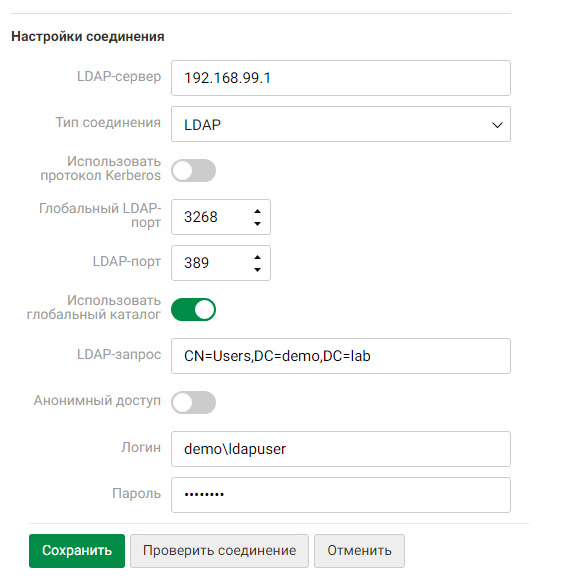 Настройки соединения
LDAP-сервер
192.168.99.1
Тип соединения
LDAP
Использовать
протокол Kerberos
Глобальный LDAP-
порт
3268
LDAP-порт
389
Использовать
глобальный каталог
LDAP-запрос
CN=Users,DC=demo,DC=lab
Анонимный доступ
Логин
demo\ldapuser
Пароль
••••••••
Сохранить
Проверить соединение
Отменить